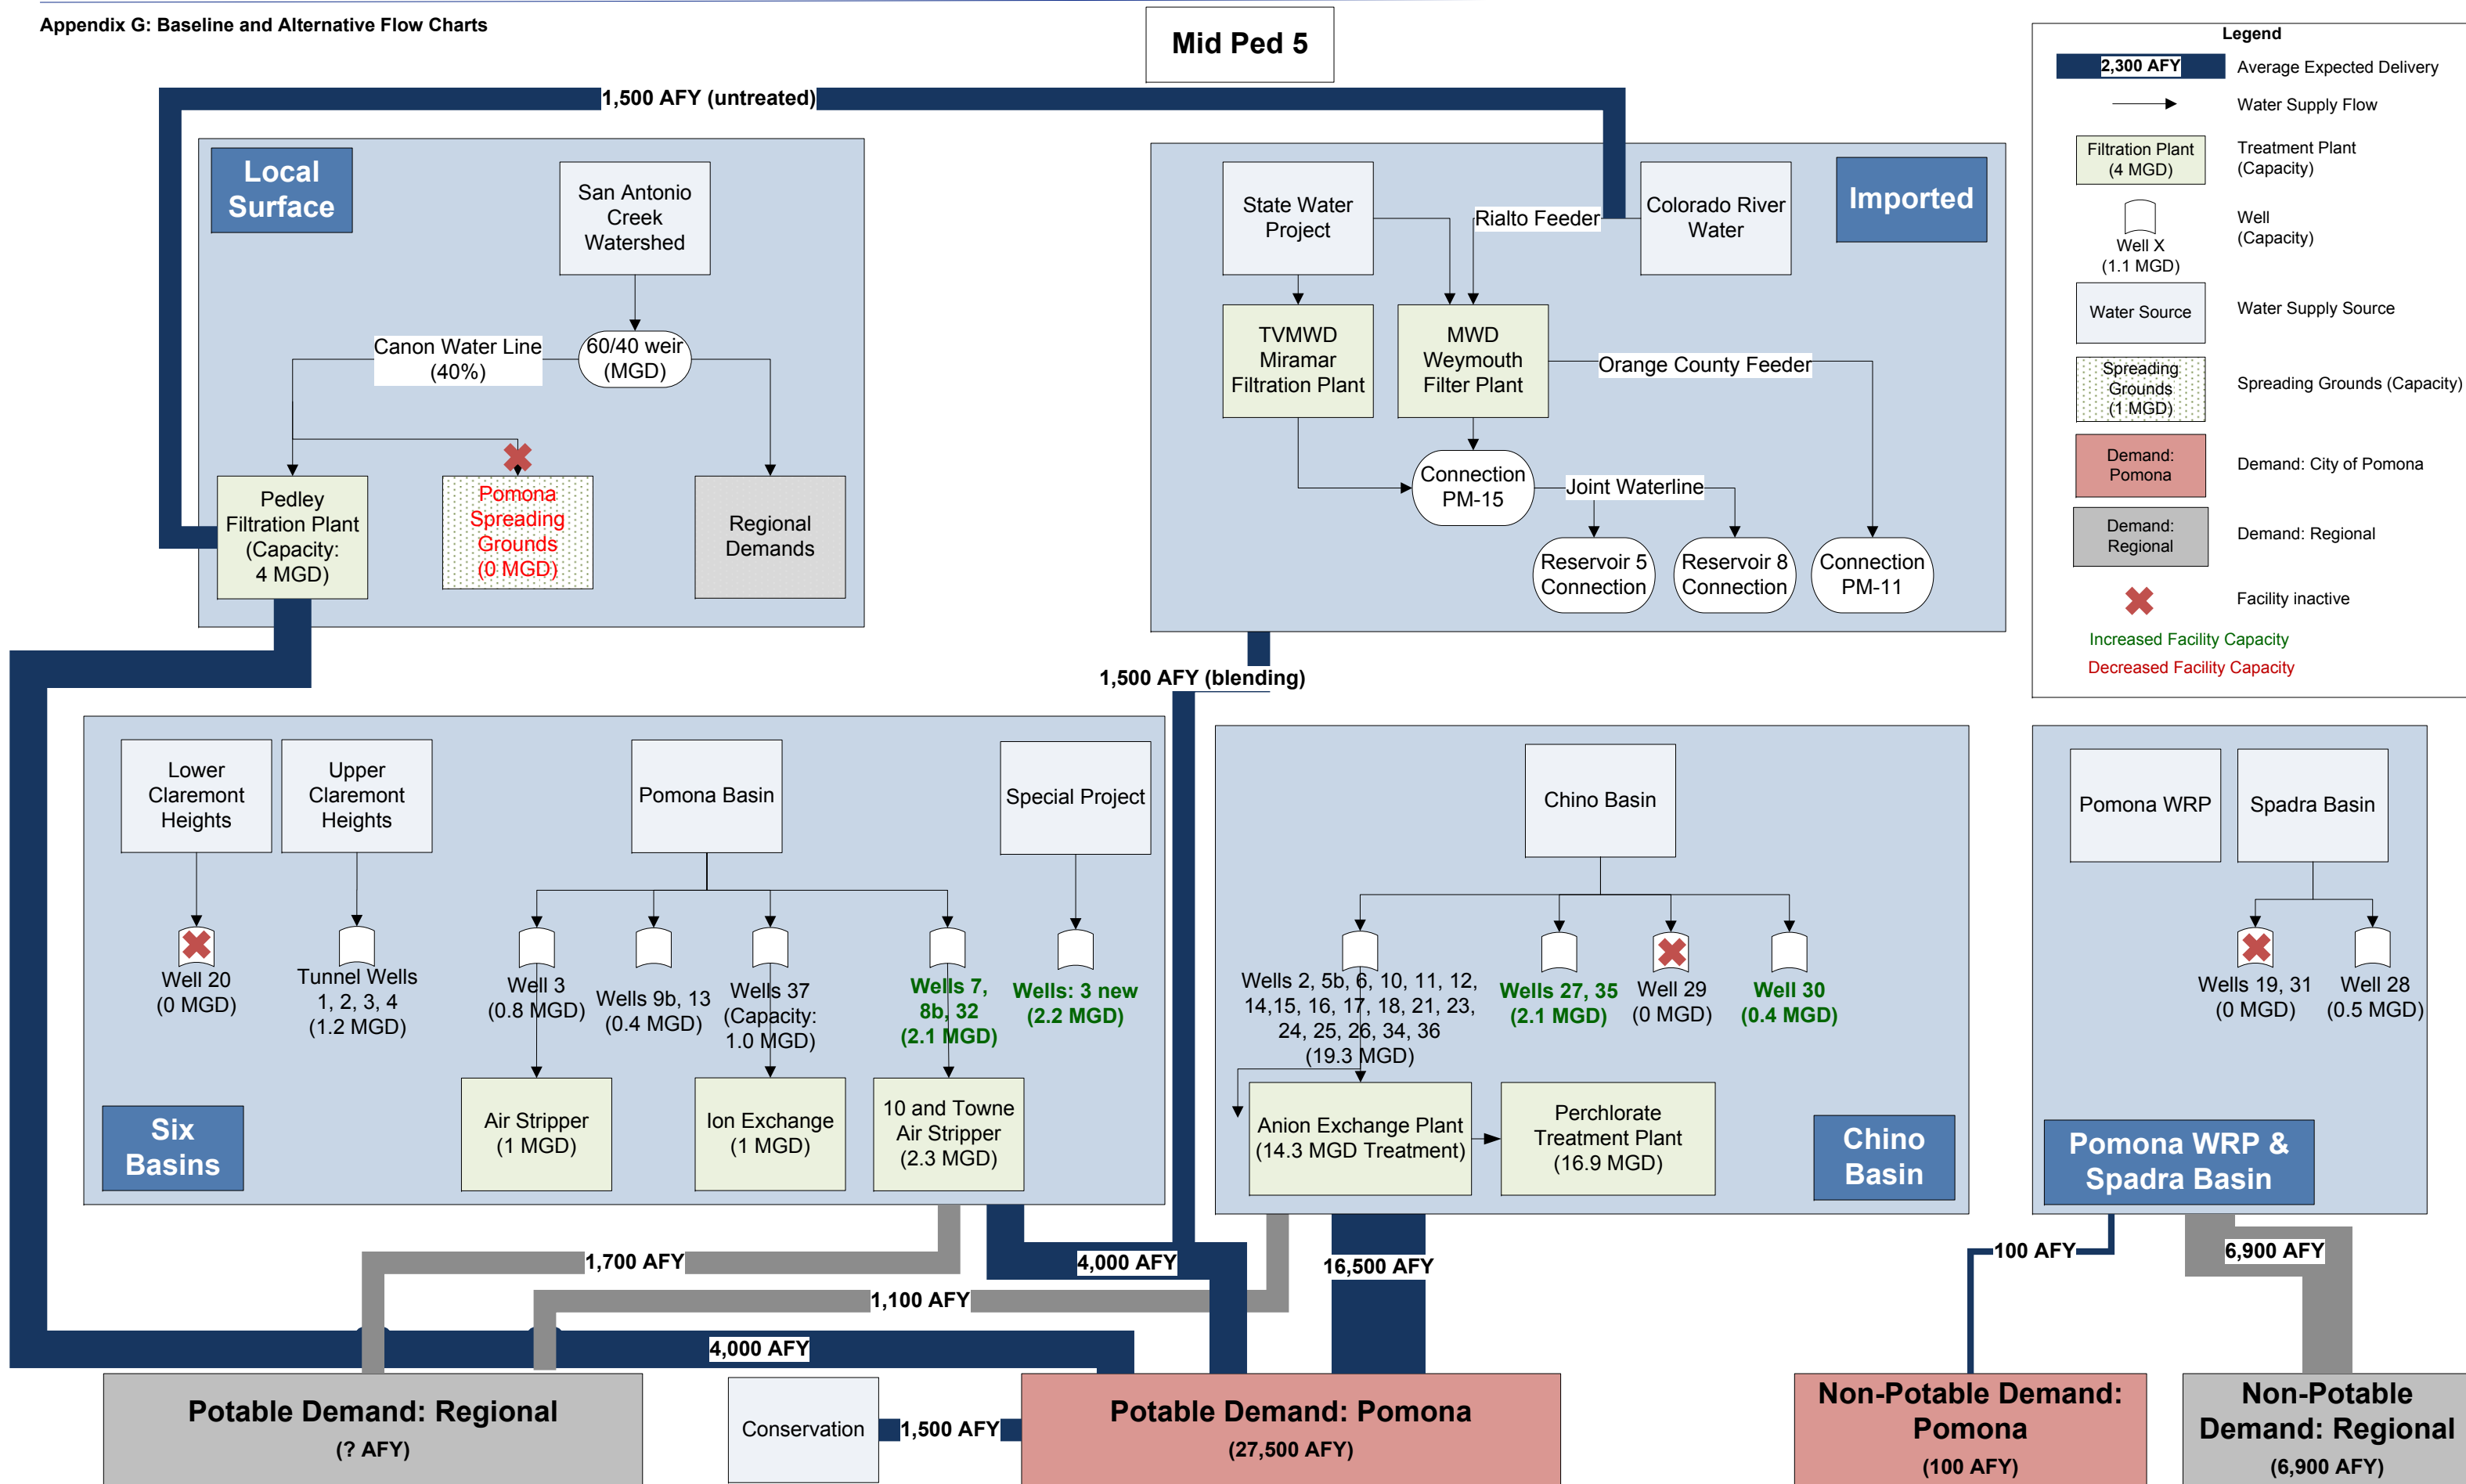 Appendix G: Baseline and Alternative Flow Charts
Mid Ped 5
1,500 AFY (untreated)
Local
Surface
San Antonio
Creek
Watershed
Canon Water Line
(40%)
60/40 weir
(MGD)
Pedley
Filtration Plant
(Capacity:
4 MGD)
Pomona
Spreading
Grounds
(0 MGD)
Regional
Demands
State Water
Project
Rialto Feeder
Colorado River
Water
Imported
TVMWD
Miramar
Filtration Plant
MWD
Weymouth
Filter Plant
Orange County Feeder
Connection
PM-15
Joint Waterline
Reservoir 5
Connection
Reservoir 8
Connection
Connection
PM-11
Legend
2,300 AFY
Average Expected Delivery
Water Supply Flow
Filtration Plant
(4 MGD)
Treatment Plant
(Capacity)
Well X
(1.1 MGD)
Well
(Capacity)
Water Source
Water Supply Source
Spreading
Grounds
(1 MGD)
Spreading Grounds (Capacity)
Demand:
Pomona
Demand: City of Pomona
Demand:
Regional
Demand: Regional
Facility inactive
Increased Facility Capacity
Decreased Facility Capacity
1,500 AFY (blending)
Lower
Claremont
Heights
Upper
Claremont
Heights
Pomona Basin
Special Project
Well 20
(0 MGD)
Tunnel Wells
1, 2, 3, 4
(1.2 MGD)
Well 3
(0.8 MGD)
Wells 9b, 13
(0.4 MGD)
Wells 37
(Capacity:
1.0 MGD)
Wells 7,
8b, 32
(2.1 MGD)
Wells: 3 new
(2.2 MGD)
Six
Basins
Air Stripper
(1 MGD)
Ion Exchange
(1 MGD)
10 and Towne
Air Stripper
(2.3 MGD)
Chino Basin
Wells 2, 5b, 6, 10, 11, 12,
14,15, 16, 17, 18, 21, 23,
24, 25, 26, 34, 36
(19.3 MGD)
Wells 27, 35
(2.1 MGD)
Well 29
(0 MGD)
Well 30
(0.4 MGD)
Anion Exchange Plant
(14.3 MGD Treatment)
Perchlorate
Treatment Plant
(16.9 MGD)
Chino
Basin
Pomona WRP
Spadra Basin
Wells 19, 31
(0 MGD)
Well 28
(0.5 MGD)
Pomona WRP &
Spadra Basin
1,700 AFY
4,000 AFY
16,500 AFY
100 AFY
6,900 AFY
1,100 AFY
4,000 AFY
Potable Demand: Regional
(? AFY)
Conservation
1,500 AFY
Potable Demand: Pomona
(27,500 AFY)
Non-Potable Demand:
Pomona
(100 AFY)
Non-Potable
Demand: Regional
(6,900 AFY)